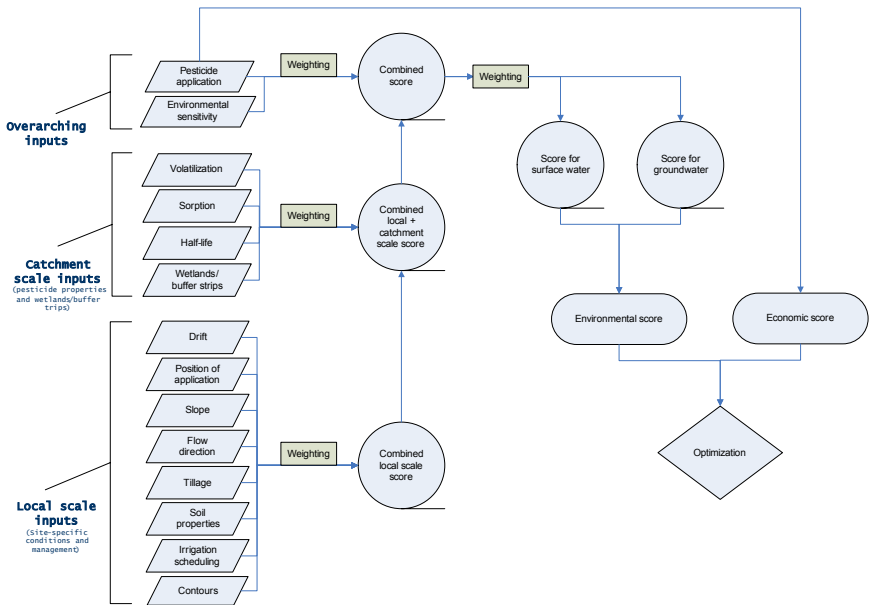 Overarching
inputs
Pesticide
application
Environmental
sensitivity
Weighting
Combined
score
Weighting
Score for
surface water
Score for
groundwater
Catchment
scale inputs
(pesticide properties
and wetlands/buffer
trips)
Volatilization
Sorption
Half-life
Wetlands/
buffer strips
Weighting
Combined
local +
catchment
scale score
Environmental score
Economic score
Local scale
inputs
(Site-specific
conditions and
management)
Drift
Position of
application
Slope
Flow
direction
Tillage
Soil
properties
Irrigation
scheduling
Contours
Weighting
Combined
local scale
score
Optimization